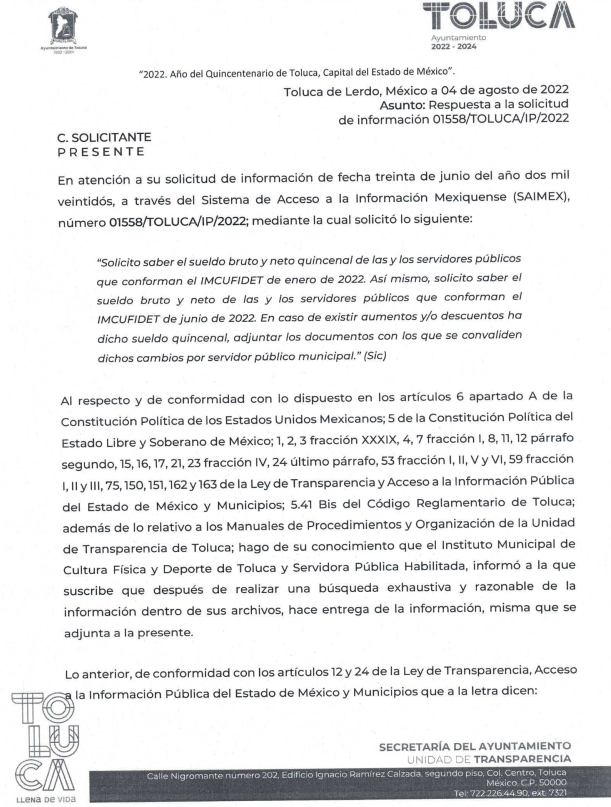 Ayuntamiento de Toluca
TOLUCA
Ayuntamiento
2022 - 2024
"2022. Año del Quincentenario de Toluca, Capital del Estado de México".
Toluca de Lerdo, México a 04 de agosto de 2022
Asunto: Respuesta a la solicitud
de información 01558/TOLUCA/IP/2022
C. SOLICITANTE
P R E S E N T E
En atención a su solicitud de información de fecha treinta de junio del año dos mil
veintidós, a través del Sistema de Acceso a la Información Mexiquense (SAIMEX),
número 01558/TOLUCA/IP/2022; mediante la cual solicitó lo siguiente:
"Solicito saber el sueldo bruto y neto quincenal de las y los servidores públicos
que conforman el IMCUFIDET de enero de 2022. Así mismo, solicito saber el
sueldo bruto y neto de las y los servidores públicos que conforman el
IMCUFIDET de junio de 2022. En caso de existir aumentos y/o descuentos ha
dicho sueldo quincenal, adjuntar los documentos con los que se convaliden
dichos cambios por servidor público municipal." (Sic)
Al respecto y de conformidad con lo dispuesto en los artículos 6 apartado A de la
Constitución Política de los Estados Unidos Mexicanos; 5 de la Constitución Política del
Estado Libre y Soberano de México; 1, 2, 3 fracción XXXIX, 4, 7 fracción I, 8, 11, 12 párrafo
segundo, 15, 16, 17, 21, 23 fracción IV, 24 último párrafo, 53 fracción I, II, V y VI, 59 fracción
I, II y III, 75, 150, 151, 162 y 163 de la Ley de Transparencia y Acceso a la Información Pública
del Estado de México y Municipios; 5.41 Bis del Código Reglamentario de Toluca;
además de lo relativo a los Manuales de Procedimientos y Organización de la Unidad
de Transparencia de Toluca; hago de su conocimiento que el Instituto Municipal de
Cultura Física y Deporte de Toluca y Servidora Pública Habilitada, informó a la que
suscribe que después de realizar una búsqueda exhaustiva y razonable de la
información dentro de sus archivos, hace entrega de la información, misma que se
adjunta a la presente.
Lo anterior, de conformidad con los artículos 12 y 24 de la Ley de Transparencia, Acceso
a la Información Pública del Estado de México y Municipios que a la letra dicen:
TO
LU
CA
LLENA DE VIDA
SECRETARÍA DEL AYUNTAMIENTO
UNIDAD DE TRANSPARENCIA
Calle Nigromante número 202, Edificio Ignacio Ramírez Calzada, segundo piso, Col. Centro, Toluca
México. C.P. 50000
Tel: 722.226.44.90, ext. 7321